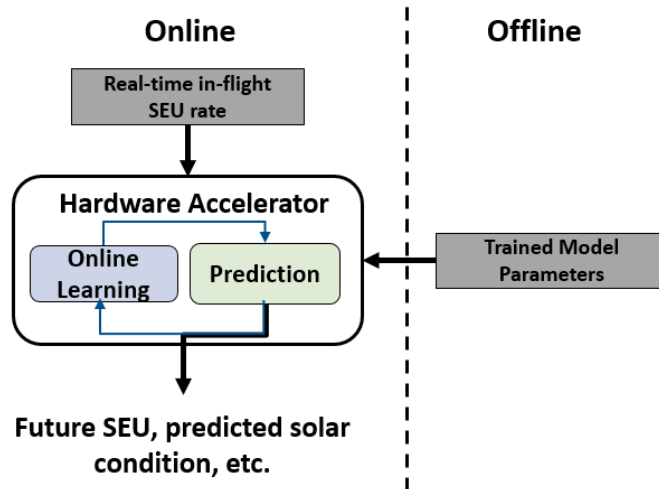 Online
Offline
Real-time in-flight
SEU rate
Hardware Accelerator
Online
Learning
Prediction
Trained Model
Parameters
Future SEU, predicted solar
condition, etc.